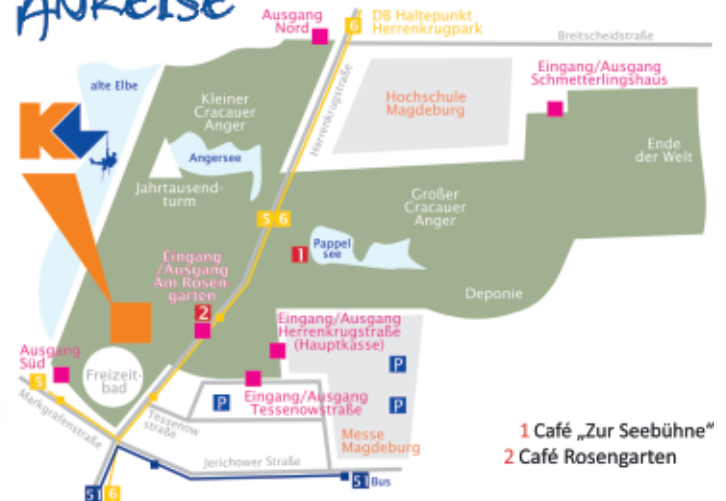 ANREISE
Ausgang
Nord
6
DB Haltepunkt
Herrenkrugpark
Breitscheidstraße
alte Elbe
Kleiner
Cracauer
Anger
Herrenkrugstraße
Hochschule
Magdeburg
Eingang/Ausgang
Schmetterlingshaus
Angersee
Jahrtausend-
turm
Ende
der Welt
Großer
Cracauer
Anger
5 6
1
Pappel
see
Eingang
/Ausgang
Am Rosen
garten
2
Deponie
Eingang/Ausgang
Herrenkrugstraße
(Hauptkasse)
Ausgang
Süd
5
Freizeit-
bad
P
P
P
Eingang/Ausgang
Tessenowstraße
Markgrafenstraße
Tessenow
straße
Messe
Magdeburg
Jerichower Straße
51 6
51 Bus
1 Café „Zur Seebühne“
2 Café Rosengarten